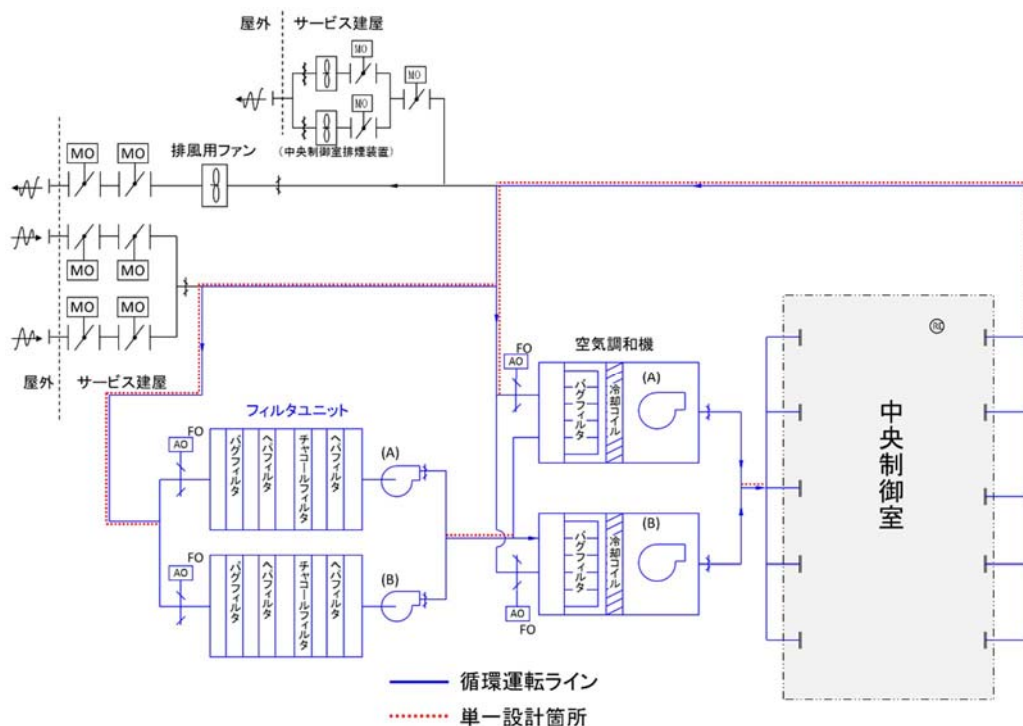 屋外
サービス建屋
MO
MO
MO
(中央制御室排煙装置)
排風用ファン
MO
MO
MO
MO
MO
MO
屋外
サービス建屋
フィルタユニット
FO
AO
バグフィルタ
ヘパフィルタ
チャコールフィルタ
ヘパフィルタ
(A)
FO
AO
バグフィルタ
ヘパフィルタ
チャコールフィルタ
ヘパフィルタ
(B)
空気調和機
FO
AO
バグフィルタ
冷却コイル
(A)
バグフィルタ
冷却コイル
(B)
AO
FO
中央制御室
循環運転ライン
単一設計箇所